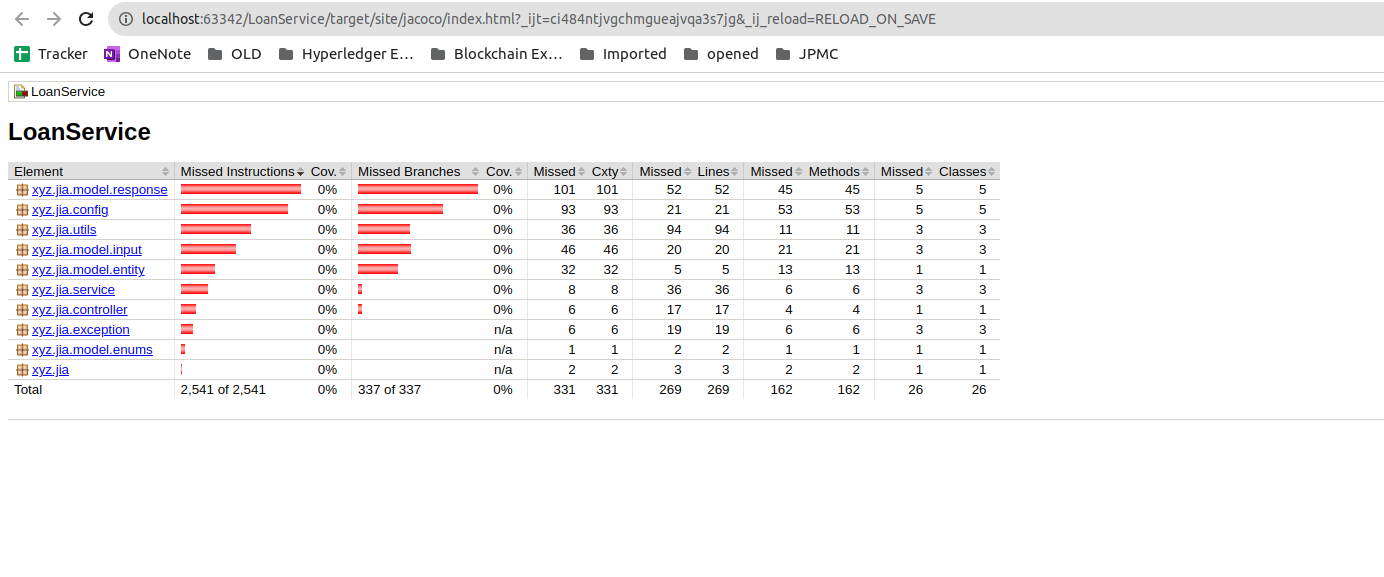 localhost:63342/LoanService/target/site/jacoco/index.html?_ijt=ci484ntjvgchmgueajvqa3s7jg&_ij_reload=RELOAD_ON_SAVE
Tracker OneNote OLD Hyperledger E... Blockchain Ex... Imported opened JPMC
LoanService
LoanService
Element Missed Instructions Cov. Missed Branches Cov. Missed Cxty Missed Lines Missed Methods Missed Classes
xyz.jia.model.response 0% 0% 101 101 52 52 45 45 5 5
xyz.jia.config 0% 0% 93 93 21 21 53 53 5 5
xyz.jia.utils 0% 0% 36 36 94 94 11 11 3 3
xyz.jia.model.input 0% 0% 46 46 20 20 21 21 3 3
xyz.jia.model.entity 0% 0% 32 32 5 5 13 13 1 1
xyz.jia.service 0% 0% 8 8 36 36 6 6 3 3
xyz.jia.controller 0% 0% 6 6 17 17 4 4 1 1
xyz.jia.exception 0% n/a 6 6 19 19 6 6 3 3
xyz.jia.model.enums 0% n/a 1 1 2 2 1 1 1 1
xyz.jia 0% n/a 2 2 3 3 2 2 1 1
Total 2,541 of 2,541 0% 337 of 337 0% 331 331 269 269 162 162 26 26